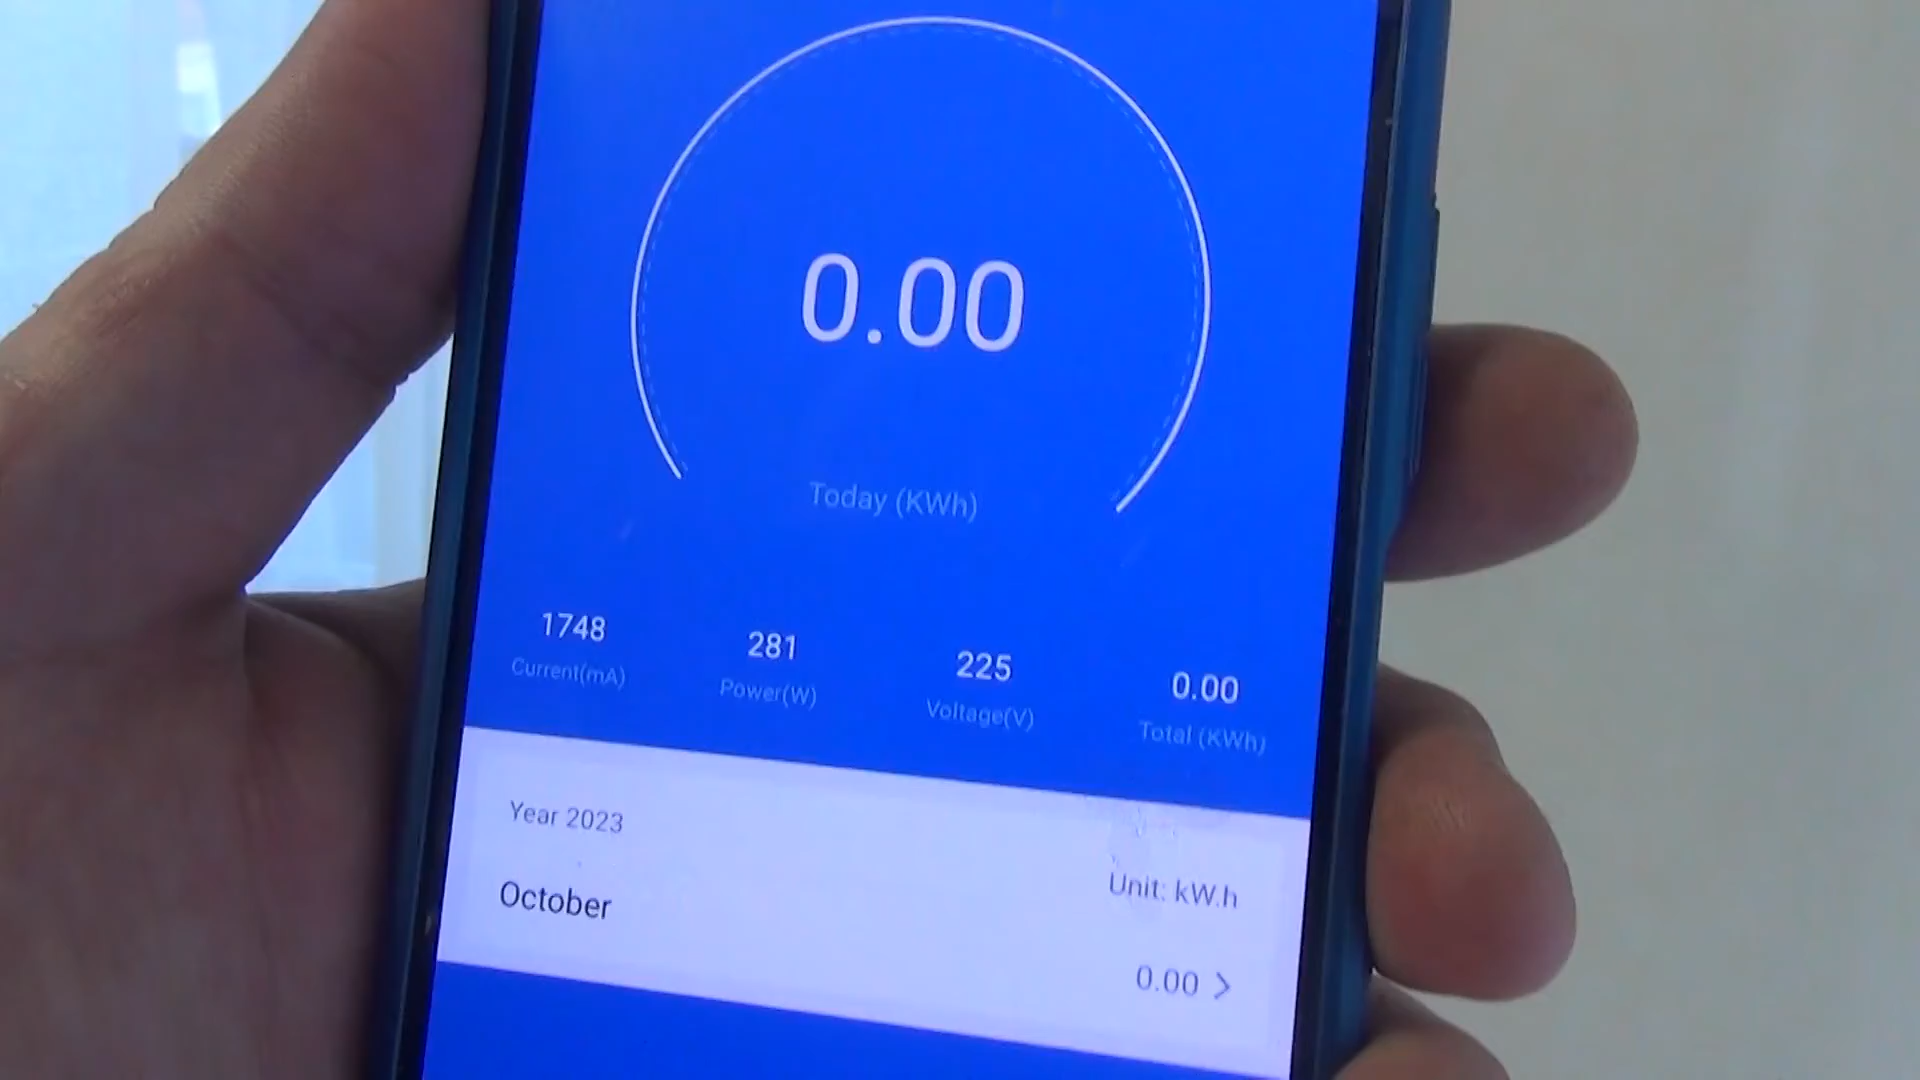 0.00
Today (KWh)
1748 281 225 0.00
Current(mA) Power(W) Voltage(V) Total (KWh)
Year 2023
Unit: kW.h
October
0.00 >